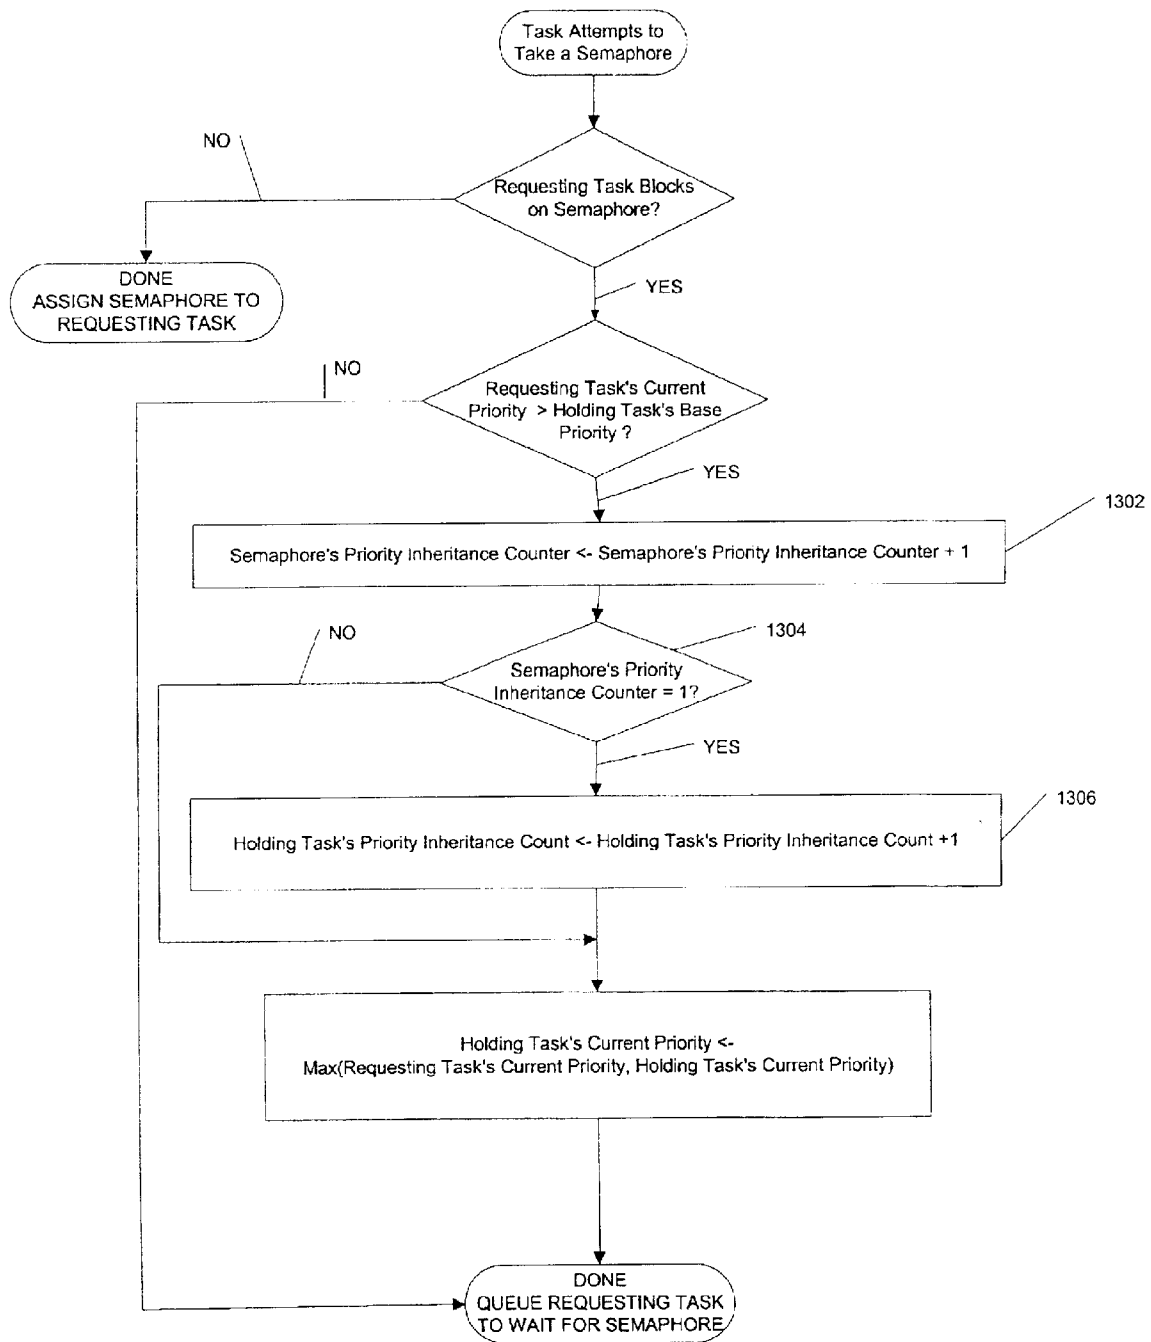 Task Attempts to
Take a Semaphore
NO
Requesting Task Blocks
on Semaphore?
DONE
ASSIGN SEMAPHORE TO
REQUESTING TASK
YES
NO
Requesting Task's Current
Priority > Holding Task's Base
Priority ?
YES
1302
Semaphore's Priority Inheritance Counter <- Semaphore's Priority Inheritance Counter + 1
NO
1304
Semaphore's Priority
Inheritance Counter = 1?
YES
1306
Holding Task's Priority Inheritance Count <- Holding Task's Priority Inheritance Count +1
Holding Task's Current Priority <-
Max(Requesting Task's Current Priority, Holding Task's Current Priority)
DONE
QUEUE REQUESTING TASK
TO WAIT FOR SEMAPHORE